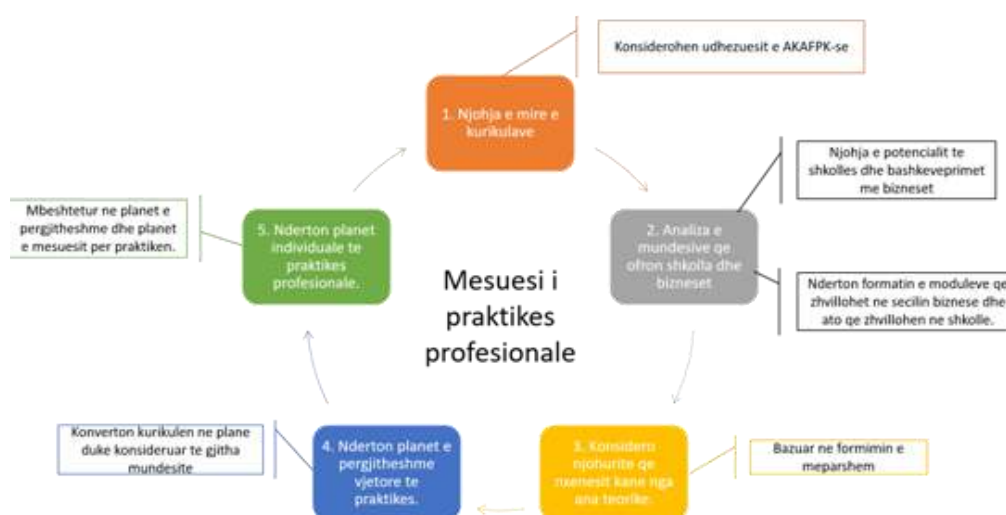 Konsiderohen udhezuesit e AKAFPK-se
1. Njohja e mire e
kurikulave
Njohja e potencialit te
shkolles dhe bashkeveprimet
me bizneset
2. Analiza e
mundesive qe
ofron shkolla dhe
bizneset
Nderton formatin e moduleve qe
zhvillohet ne secilin biznese dhe
ato qe zhvillohen ne shkolle.
3. Konsidero
njohurite qe
nxenesit kane nga
ana teorike.
Bazuar ne formimin e
meparshem
4. Nderton planet e
pergjitheshme
vjetore te
praktikes.
Konverton kurikulen ne plane
duke konsideruar te gjitha
mundesite
5. Nderton planet
individuale te
praktikes
profesionale.
Mbeshtetur ne planet e
pergjitheshme dhe planet
e mesuesit per praktiken.
Mesuesi i
praktikes
profesionale